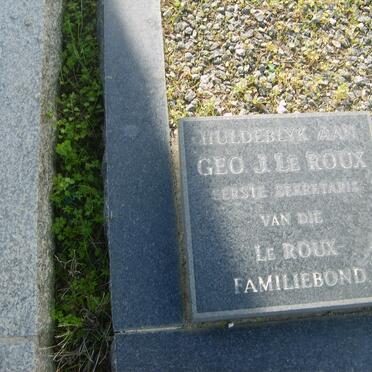 HULDEBLYK AAN
GEO J. LE ROUX
EERSTE SEKRETARIS
VAN DIE
LE ROUX
FAMILIEBOND